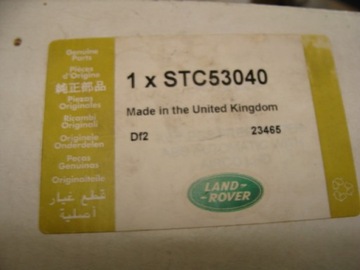 Genuine
Parts
Pièces
d'Origine
純正部品
Piezas
Originales
Ricambi
Originali
Originele
Onderdelen
Peças
Genuinas
Originalteile
قطع غيار
أصلية
1 x STC53040
Made in the United Kingdom
Df2
23465
LAND-
-ROVER